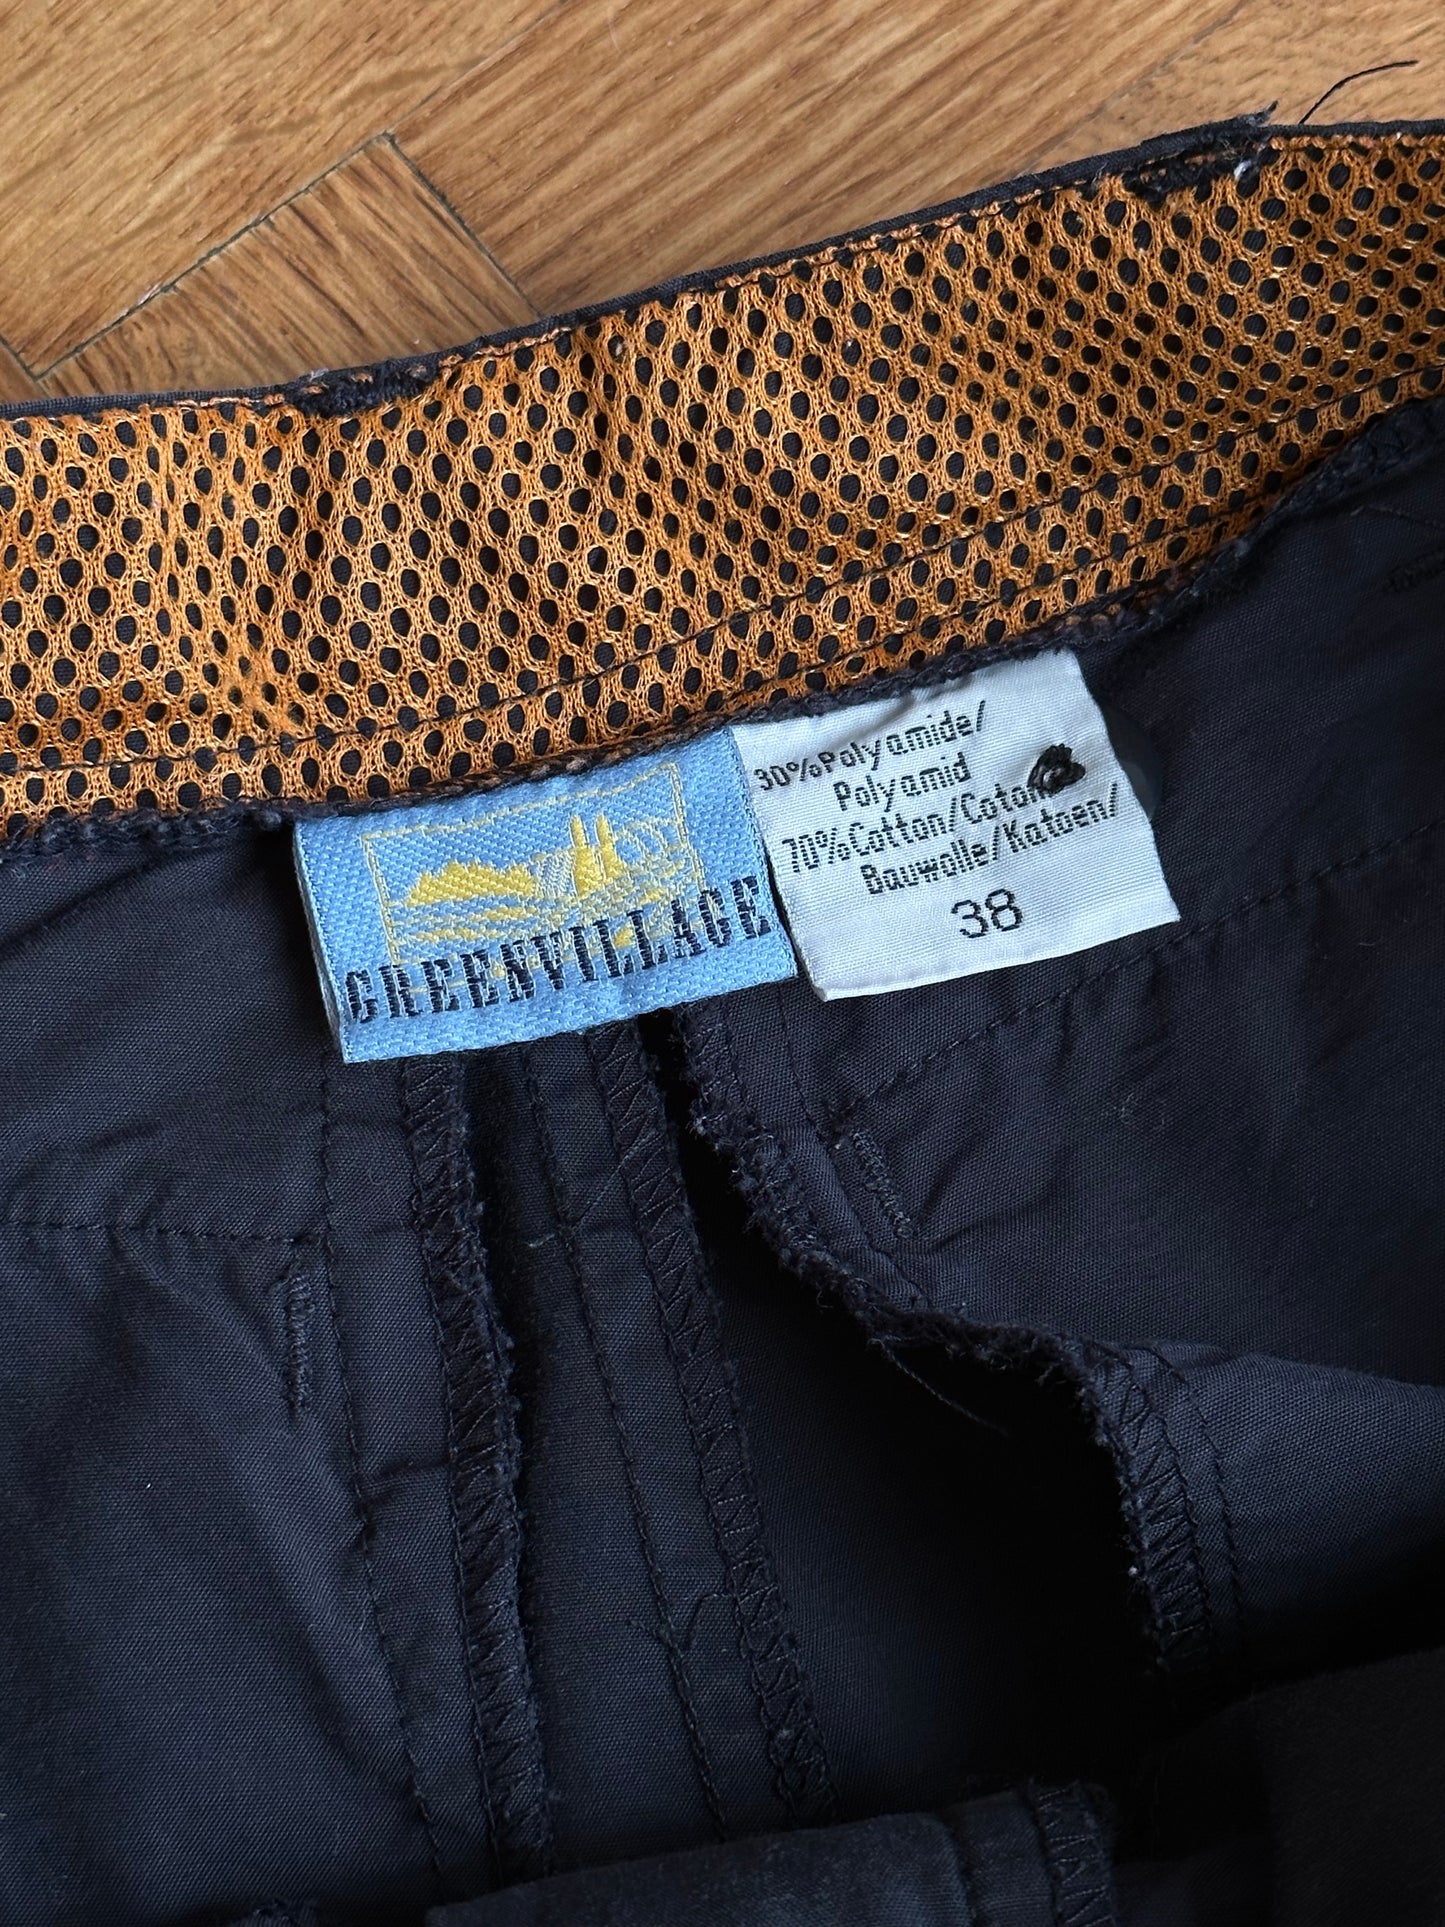 GREENVILLAGE
30%Polyamide/
Polyamid
70%Cotton/Coton/
Bauwolle/Katoen/
38